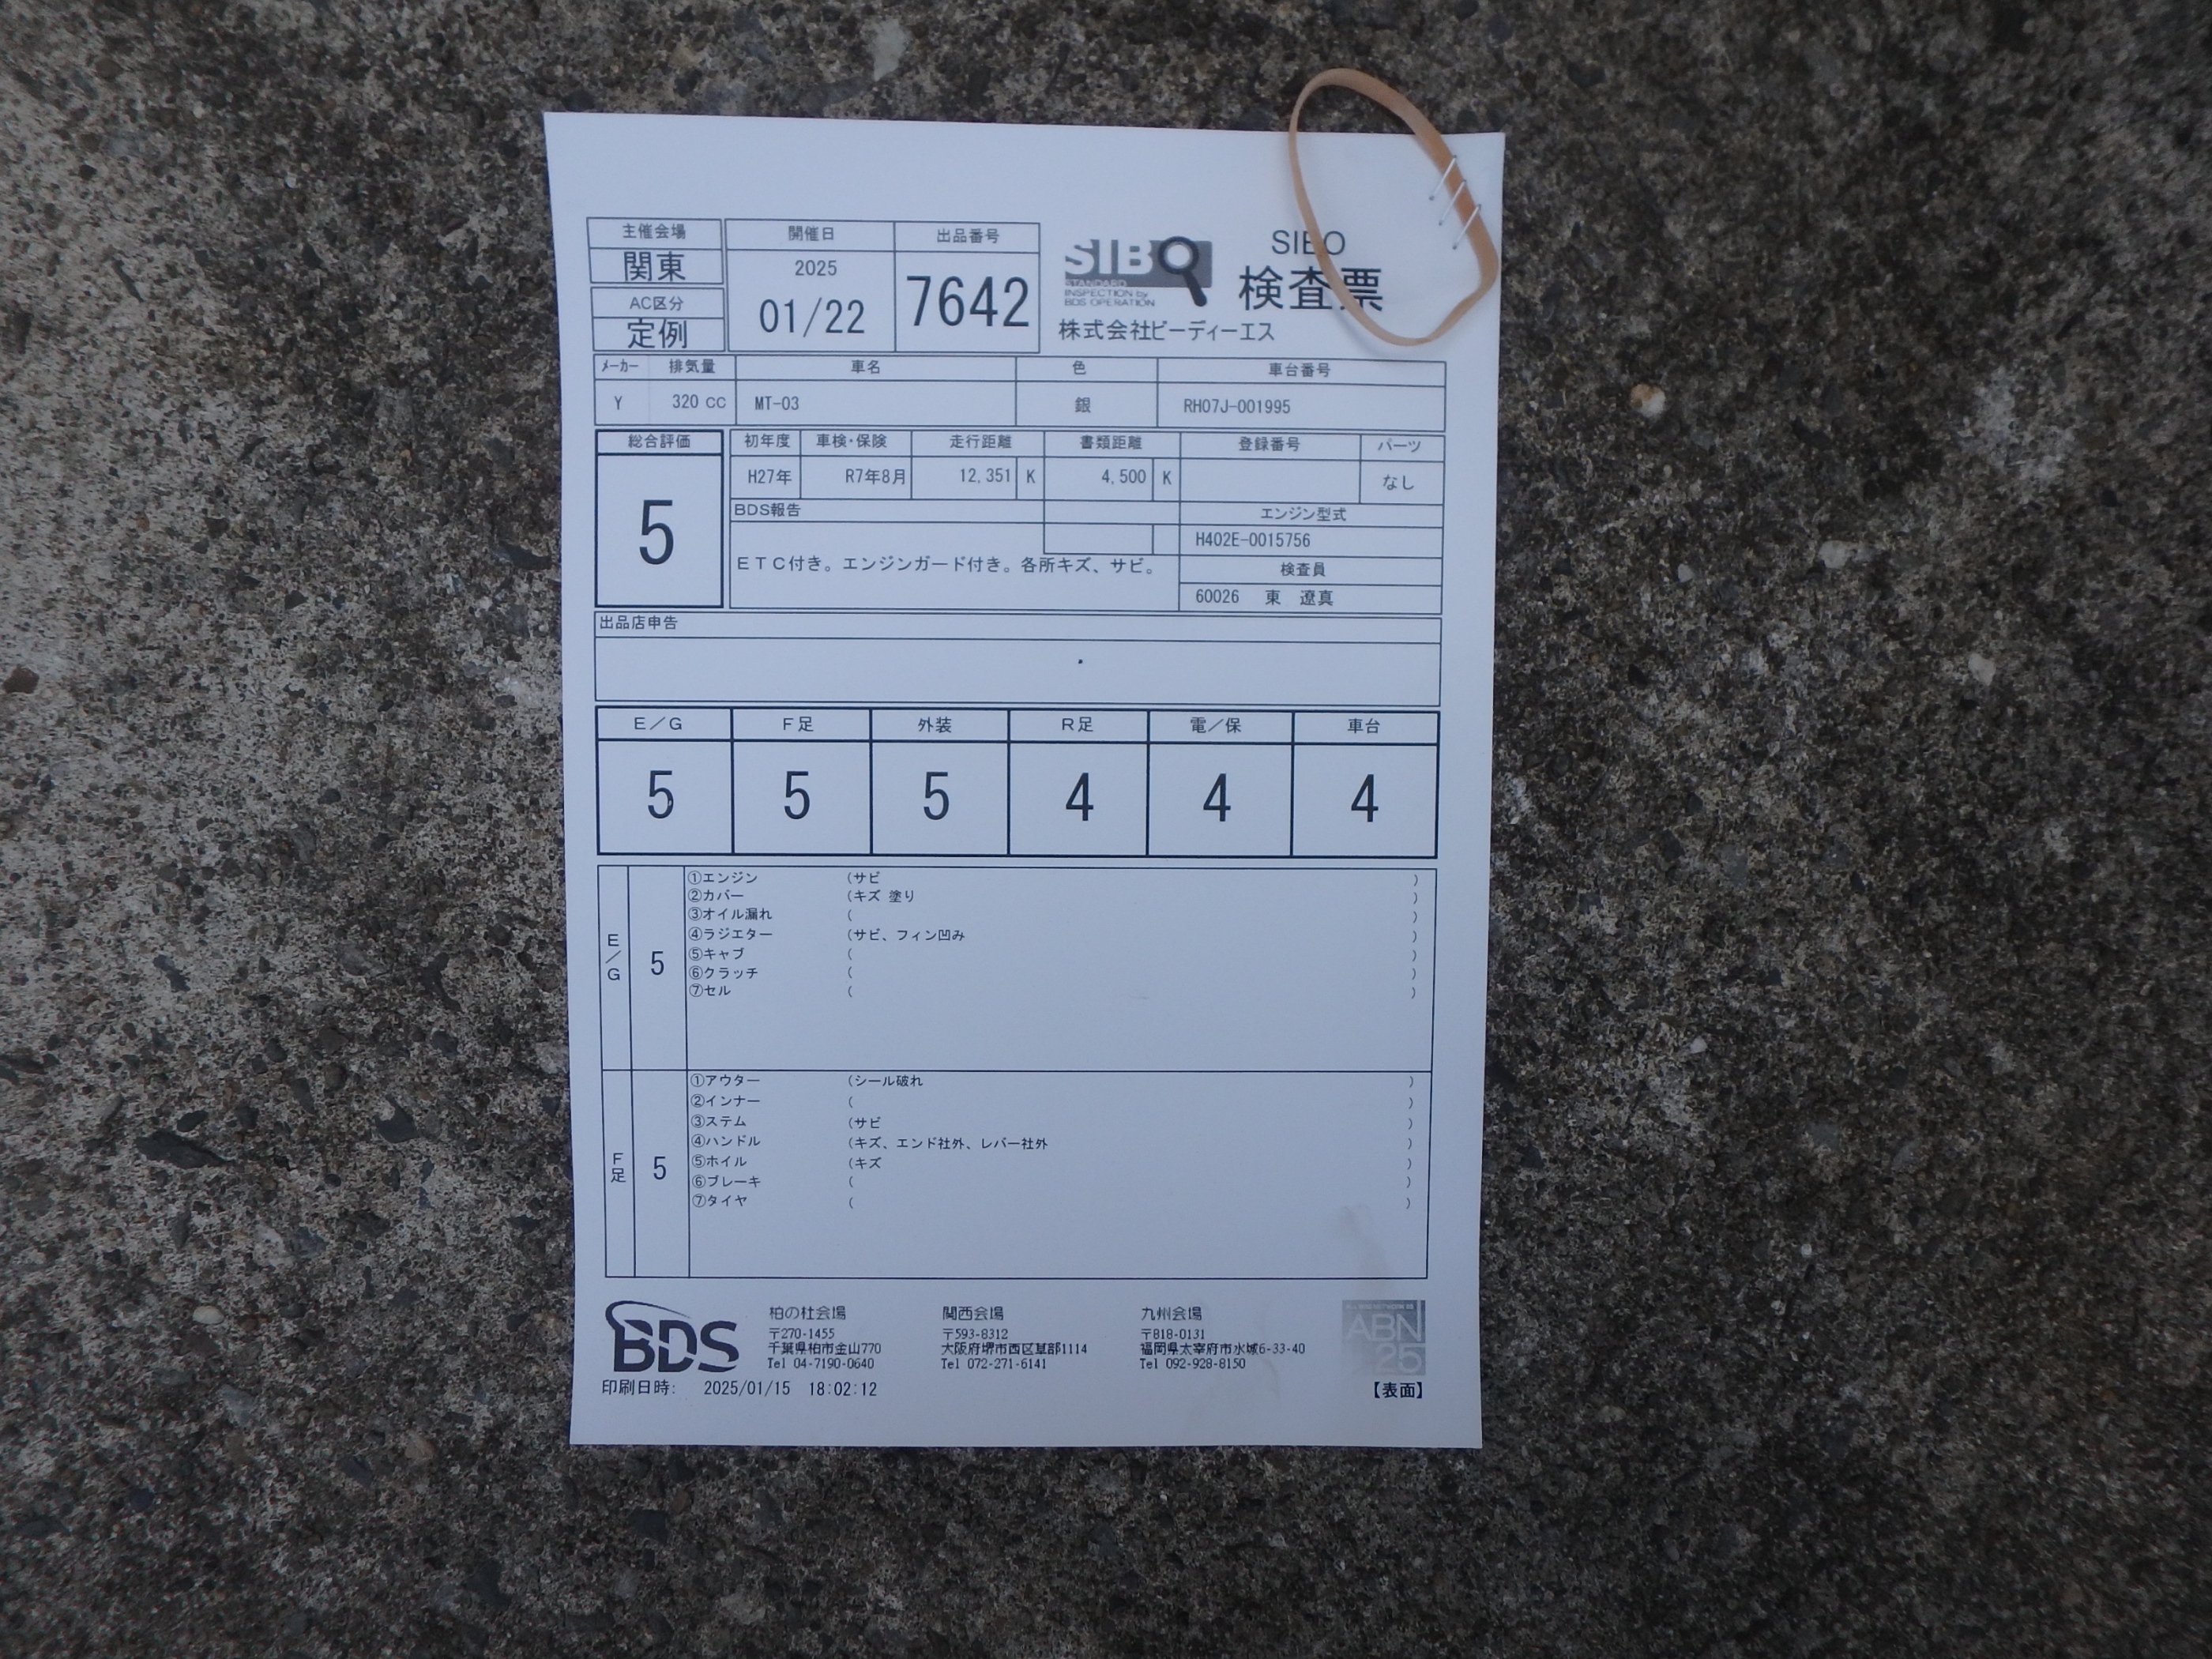 主催会場
関東
AC区分
定例
開催日
2025
01/22
出品番号
7642
SIBO
STANDARD
INSPECTION by
BDS OPERATION
SIBO
検査票
株式会社ビーディーエス
メーカー 排気量 車名 色 車台番号
Y 320 CC MT-03 銀 RH07J-001995
総合評価
5
初年度 車検・保険 走行距離 書類距離 登録番号 パーツ
H27年 R7年8月 12,351 K 4,500 K なし
BDS報告
ETC付き。エンジンガード付き。各所キズ、サビ。
エンジン型式
H402E-0015756
検査員
60026 東 遼真
出品店申告
E/G F足 外装 R足 電/保 車台
5 5 5 4 4 4
E/G
5
①エンジン (サビ )
②カバー (キズ 塗り )
③オイル漏れ ( )
④ラジエター (サビ、フィン凹み )
⑤キャブ ( )
⑥クラッチ ( )
⑦セル ( )
F足
5
①アウター (シール破れ )
②インナー ( )
③ステム (サビ )
④ハンドル (キズ、エンド社外、レバー社外 )
⑤ホイル (キズ )
⑥ブレーキ ( )
⑦タイヤ ( )
BDS
柏の杜会場
〒270-1455
千葉県柏市金山770
Tel 04-7190-0640
関西会場
〒593-8312
大阪府堺市西区草部1114
Tel 072-271-6141
九州会場
〒818-0131
福岡県太宰府市水城6-33-40
Tel 092-928-8150
ABN
25
印刷日時: 2025/01/15 18:02:12
【表面】